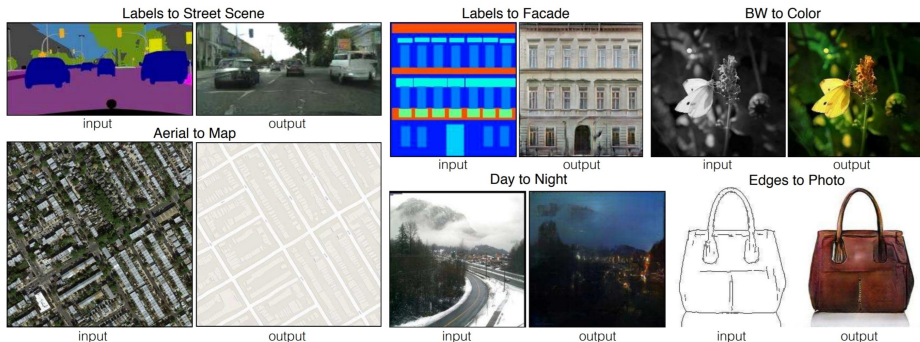 Labels to Street Scene
input
output
Aerial to Map
input
output
Labels to Facade
input
output
BW to Color
input
output
Day to Night
input
output
Edges to Photo
input
output